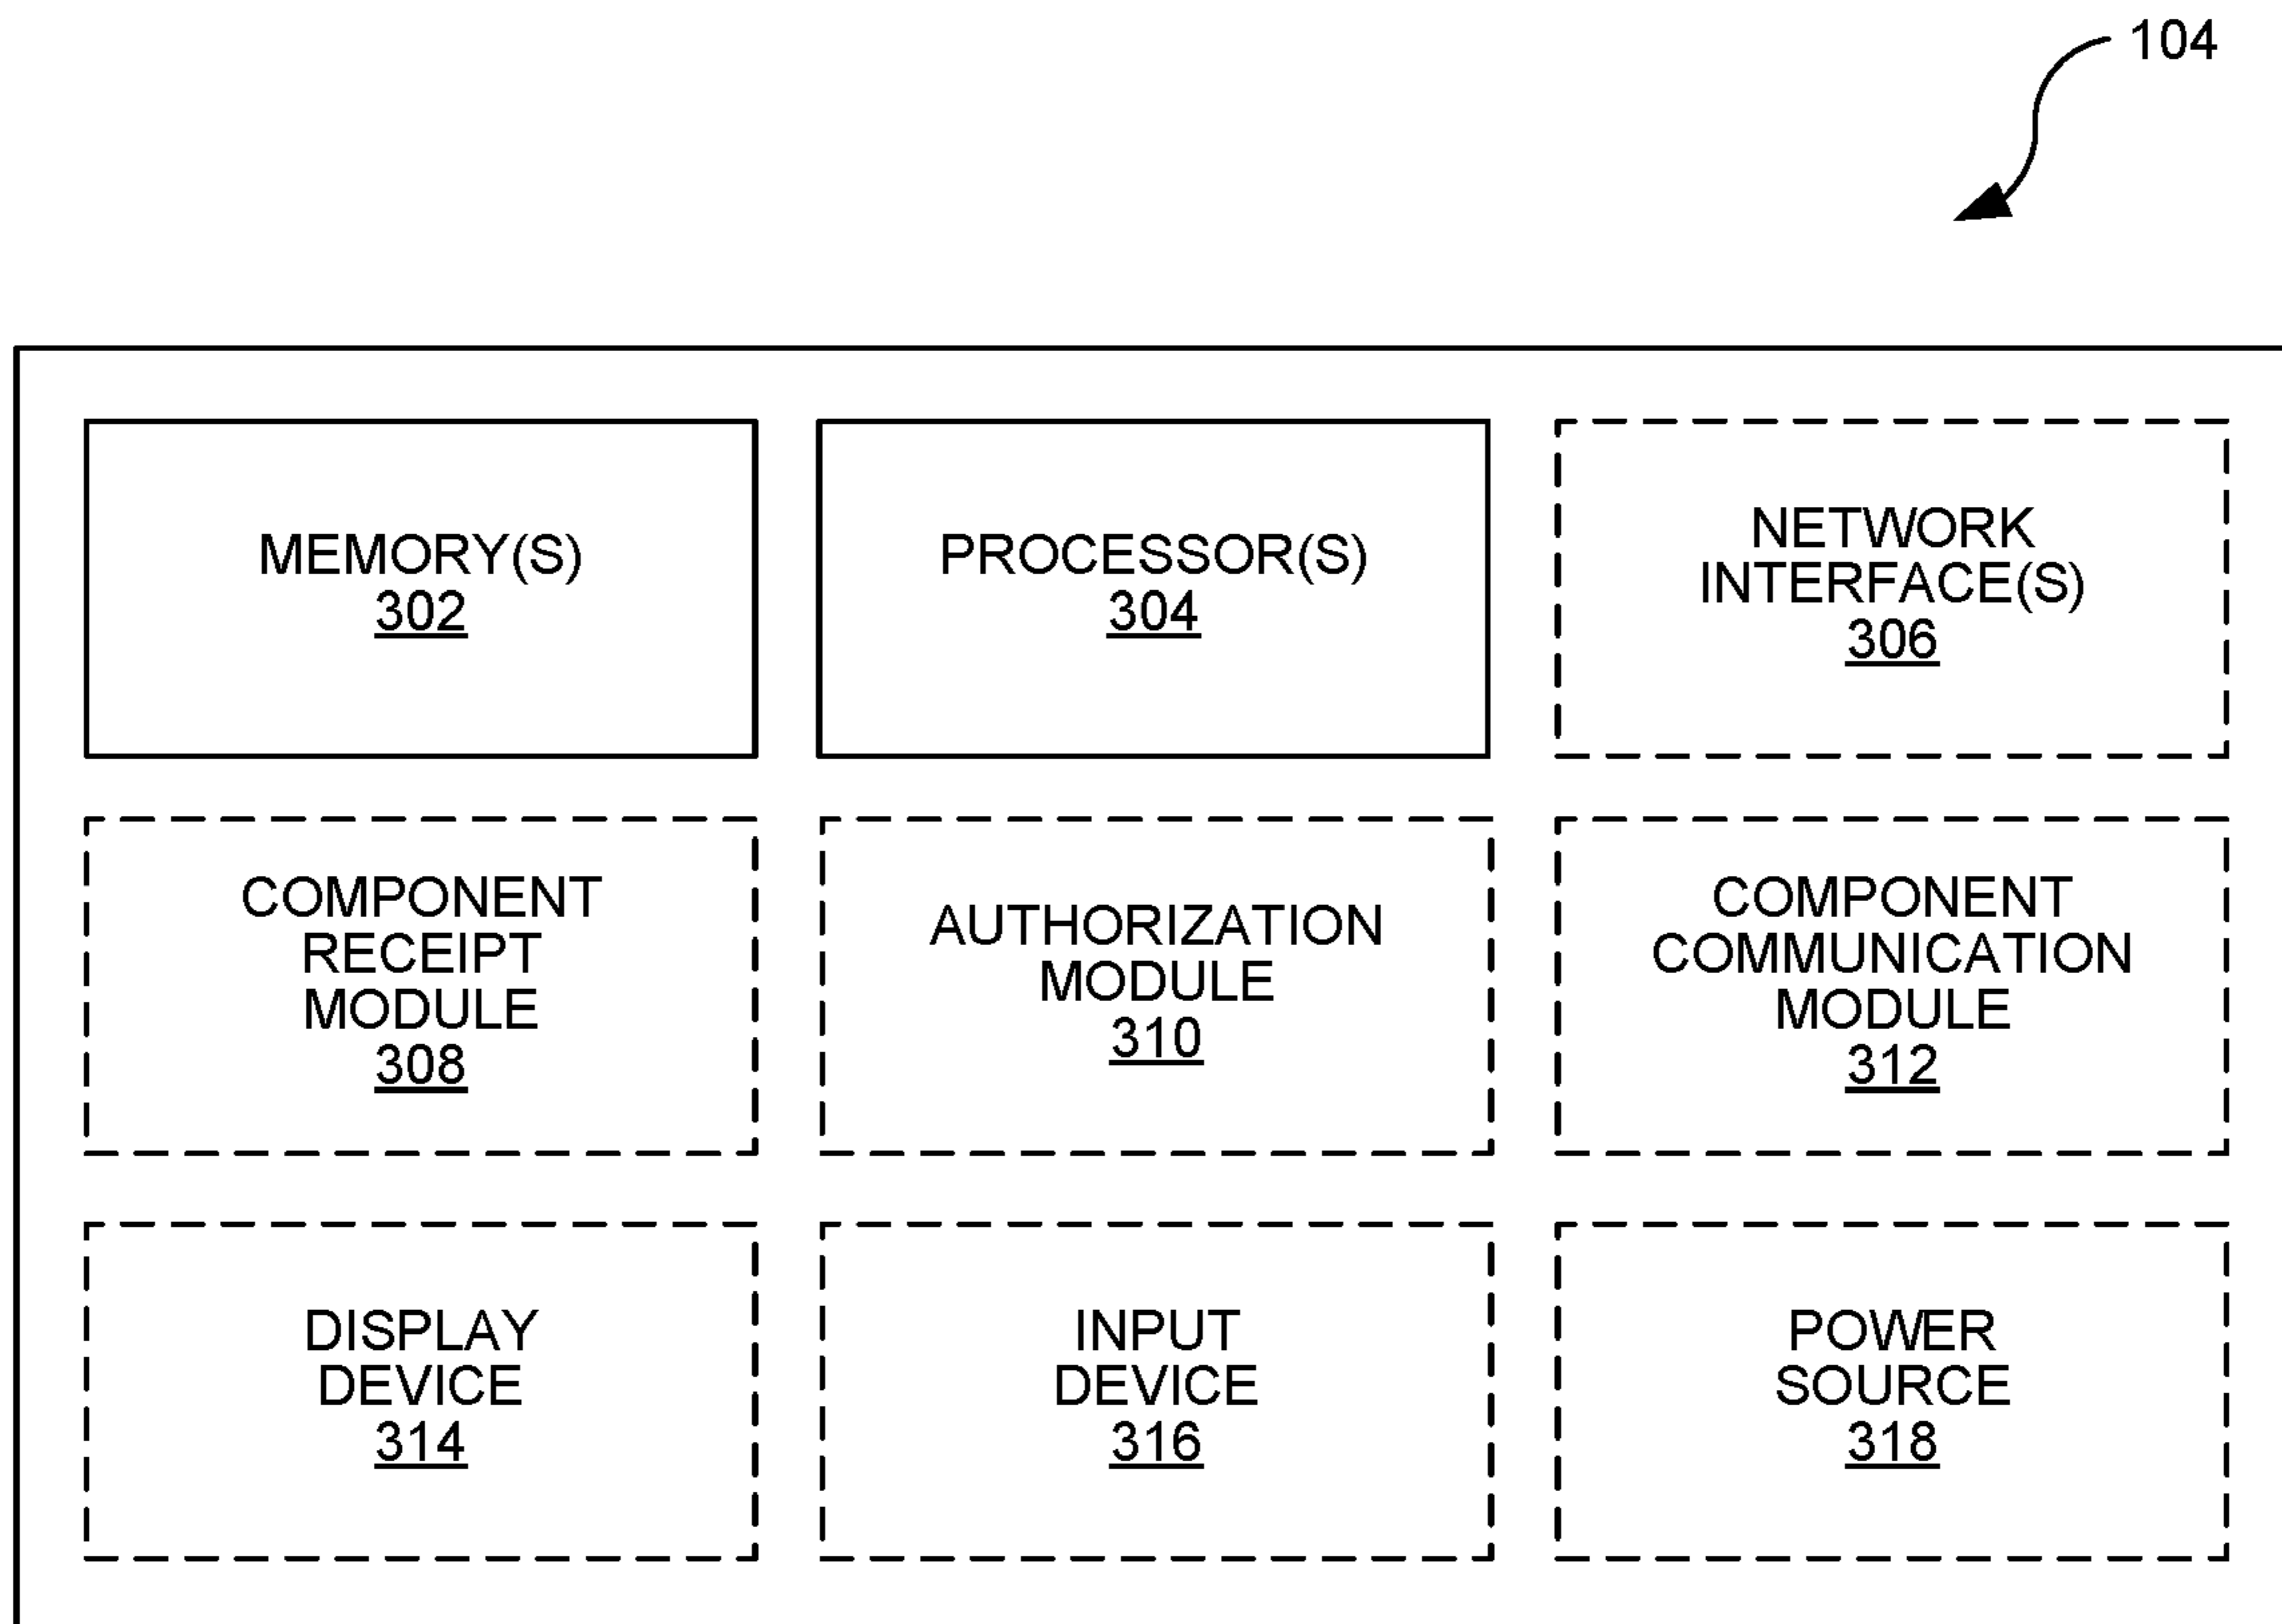 104
MEMORY(S)
302
PROCESSOR(S)
304
NETWORK
INTERFACE(S)
306
COMPONENT
RECEIPT
MODULE
308
AUTHORIZATION
MODULE
310
COMPONENT
COMMUNICATION
MODULE
312
DISPLAY
DEVICE
314
INPUT
DEVICE
316
POWER
SOURCE
318